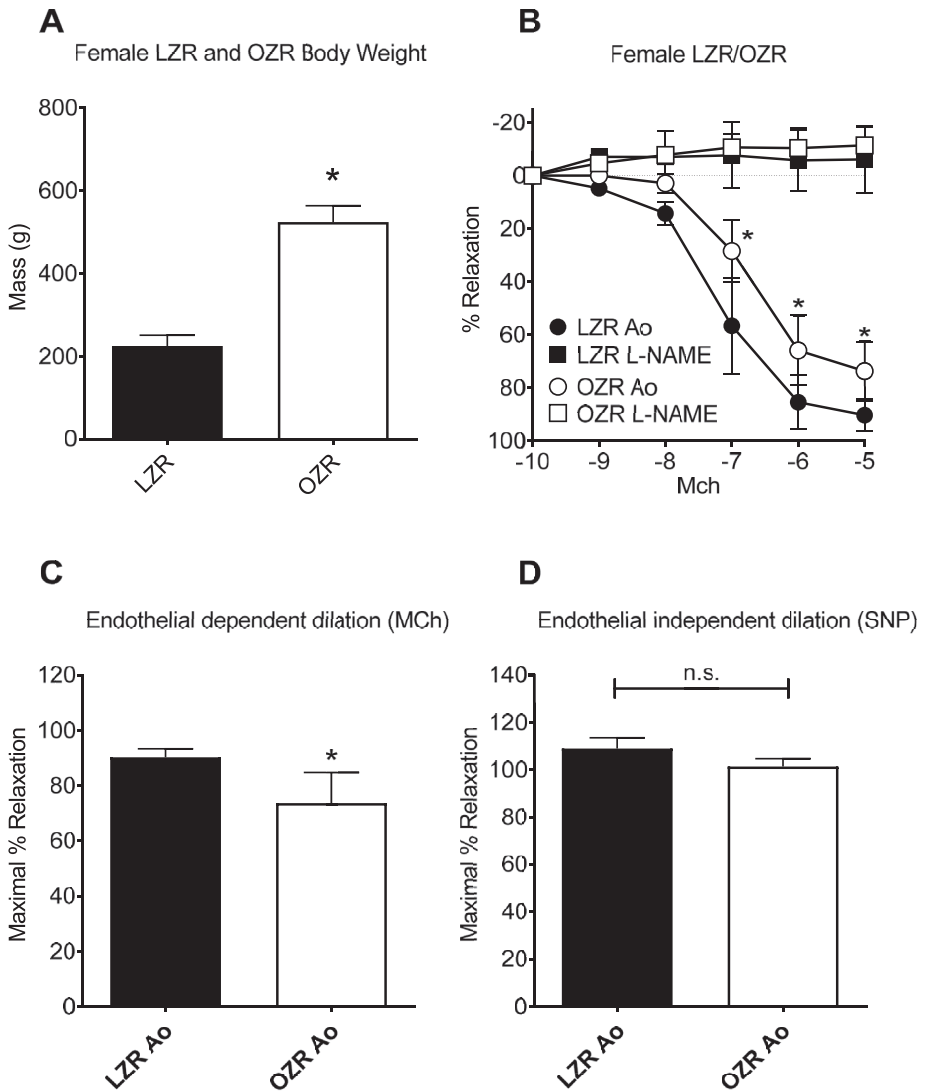 A
Female LZR and OZR Body Weight
800
600
400
200
0
Mass (g)
*
LZR
OZR
B
Female LZR/OZR
-20
0
20
40
60
80
100
% Relaxation
*
*
*
LZR Ao
LZR L-NAME
OZR Ao
OZR L-NAME
-10 -9 -8 -7 -6 -5
Mch
C
Endothelial dependent dilation (MCh)
120
100
80
60
40
20
0
Maximal % Relaxation
*
LZR Ao
OZR Ao
D
Endothelial independent dilation (SNP)
140
120
100
80
60
40
20
0
Maximal % Relaxation
n.s.
LZR Ao
OZR Ao